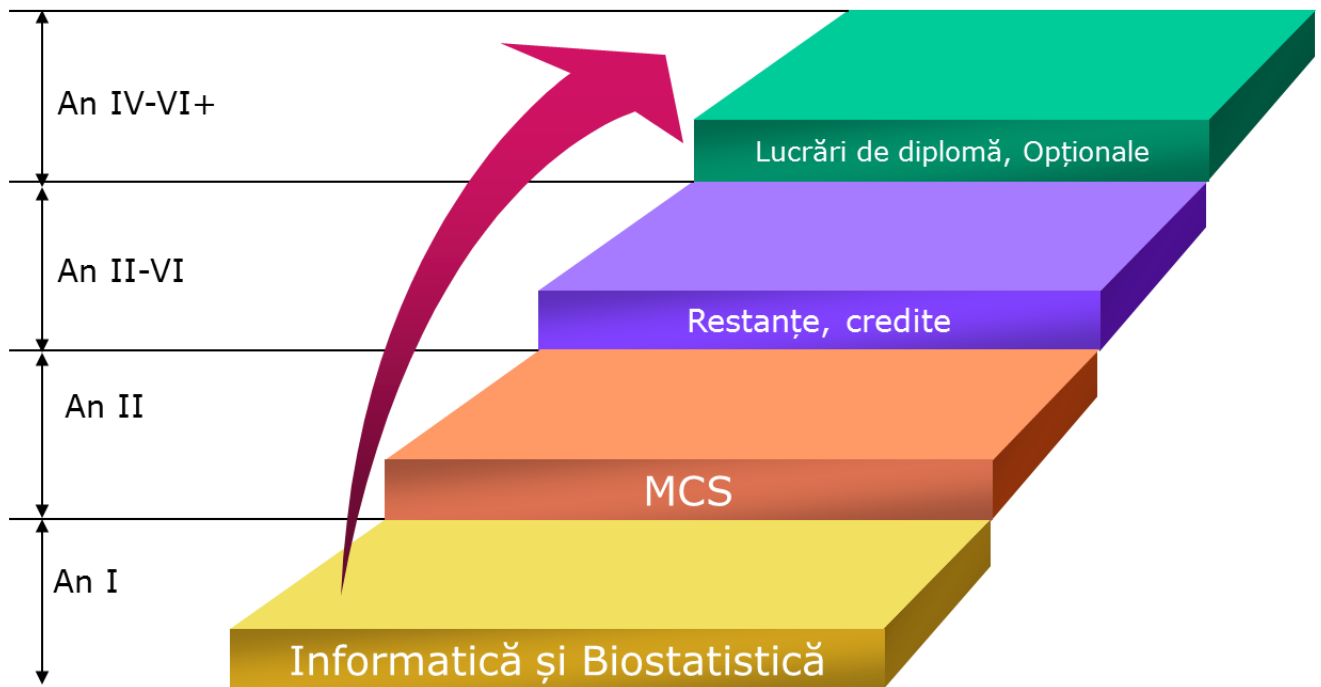 An IV-VI+
Lucrări de diplomă, Opționale
An II-VI
Restanțe, credite
An II
MCS
An I
Informatică și Biostatistică